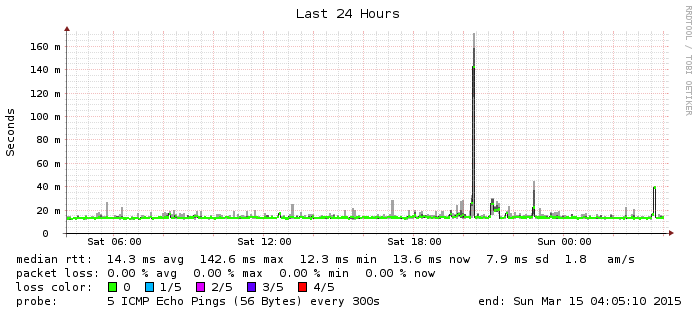 Last 24 Hours
RRDTOOL / TOBI OETIKER
Seconds
160 m
140 m
120 m
100 m
80 m
60 m
40 m
20 m
0
Sat 06:00 Sat 12:00 Sat 18:00 Sun 00:00
median rtt: 14.3 ms avg 142.6 ms max 12.3 ms min 13.6 ms now 7.9 ms sd 1.8 am/s
packet loss: 0.00 % avg 0.00 % max 0.00 % min 0.00 % now
loss color: 0 1/5 2/5 3/5 4/5
probe: 5 ICMP Echo Pings (56 Bytes) every 300s end: Sun Mar 15 04:05:10 2015